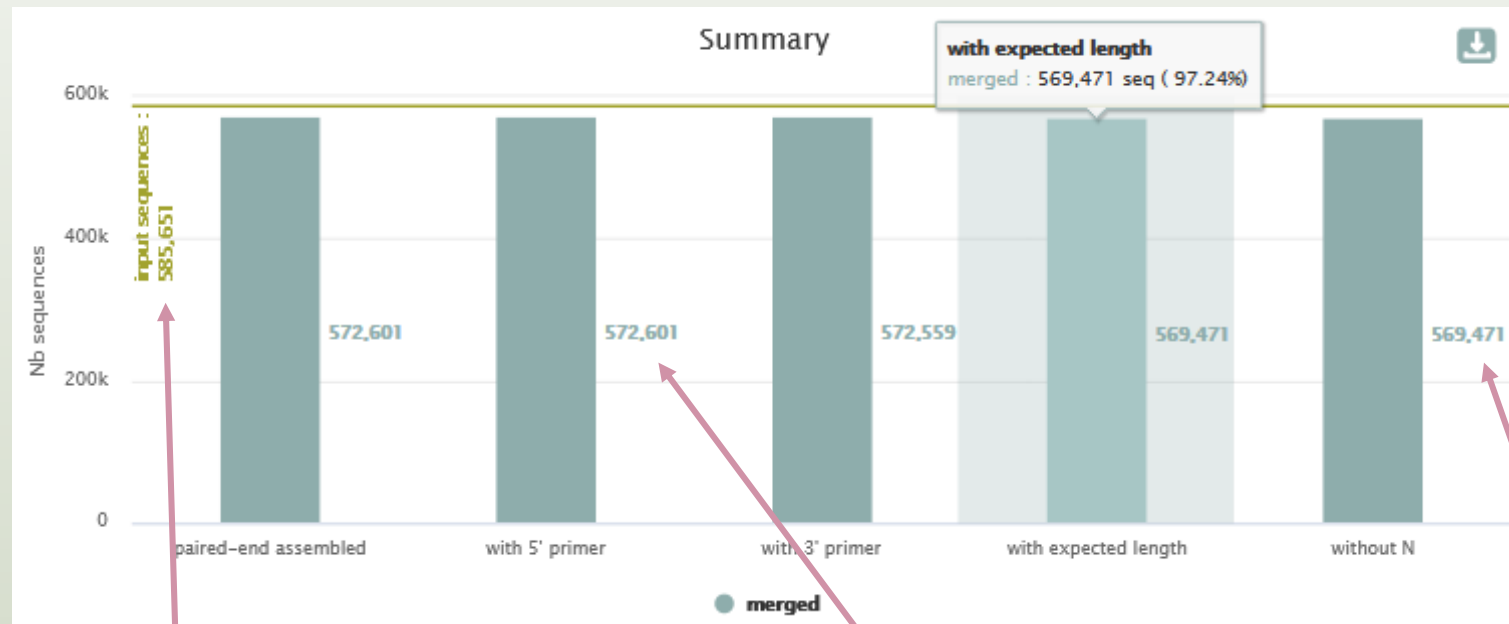 Summary
with expected length
merged : 569,471 seq ( 97.24%)
600k
400k
200k
0
Nb sequences
input sequences :
585,651
572,601
572,601
572,559
569,471
569,471
paired-end assembled
with 5' primer
with 3' primer
with expected length
without N
merged